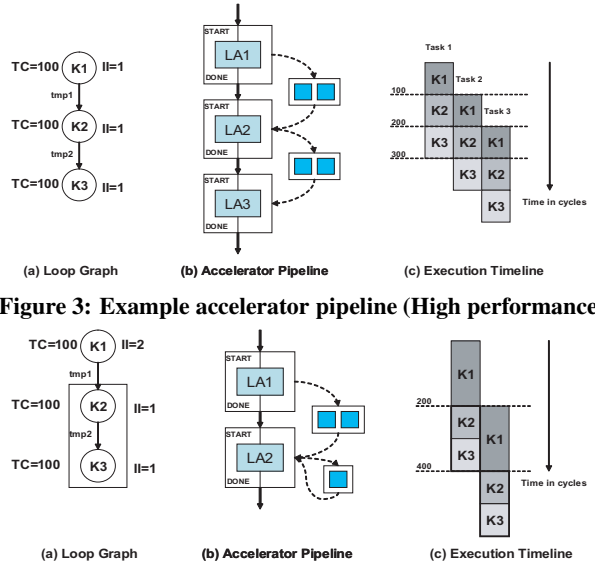 START
Task 1
TC=100 K1 II=1
LA1
K1
Task 2
tmp1
DONE
100
START
K2
K1
Task 3
TC=100 K2 II=1
LA2
200
tmp2
DONE
K3
K2
K1
START
300
TC=100 K3 II=1
LA3
K3
K2
DONE
K3
Time in cycles
(a) Loop Graph
(b) Accelerator Pipeline
(c) Execution Timeline
Figure 3: Example accelerator pipeline (High performance
TC=100 K1 II=2
START
LA1
K1
tmp1
DONE
200
TC=100 K2 II=1
START
K2
K1
tmp2
LA2
K3
TC=100 K3 II=1
DONE
400
K2
Time in cycles
K3
(a) Loop Graph
(b) Accelerator Pipeline
(c) Execution Timeline